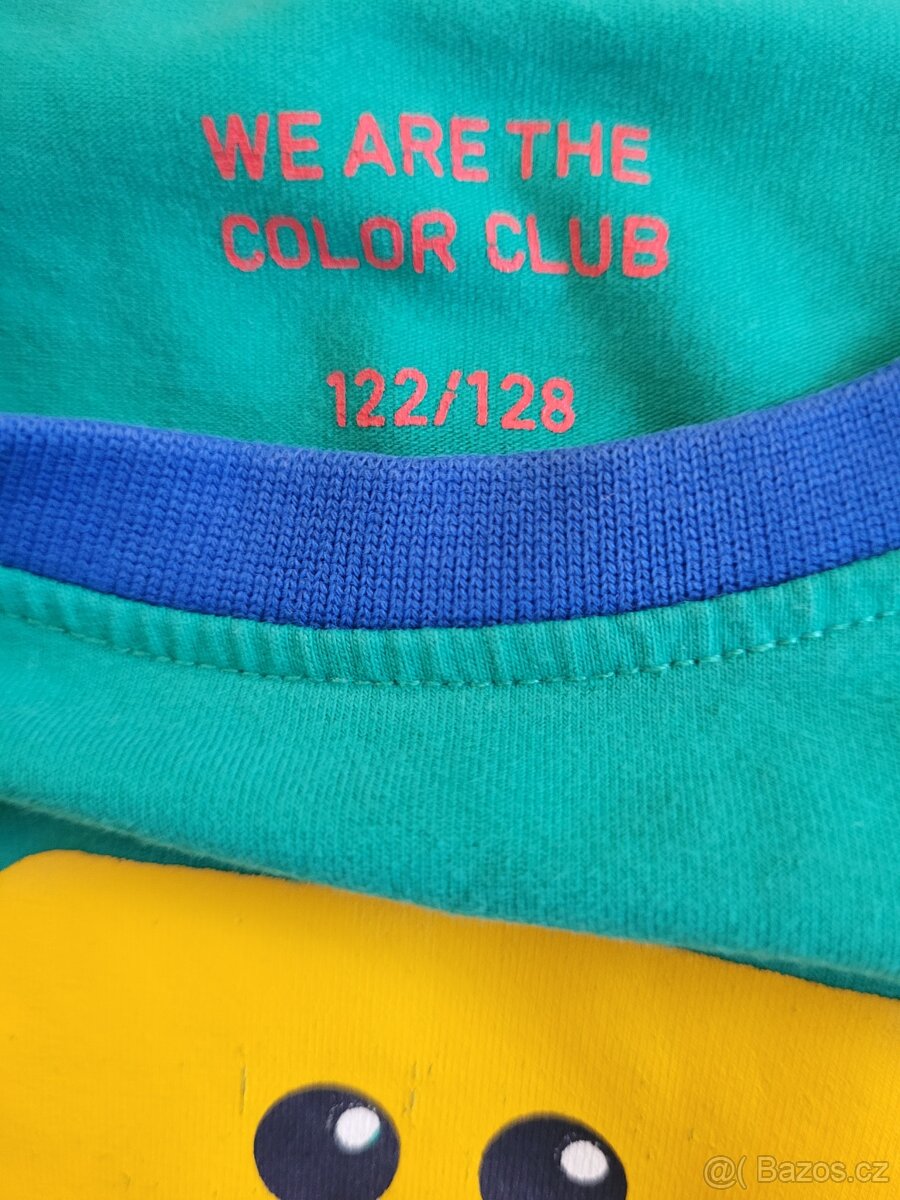 WE ARE THE
COLOR CLUB
122/128
@( Bazos.cz